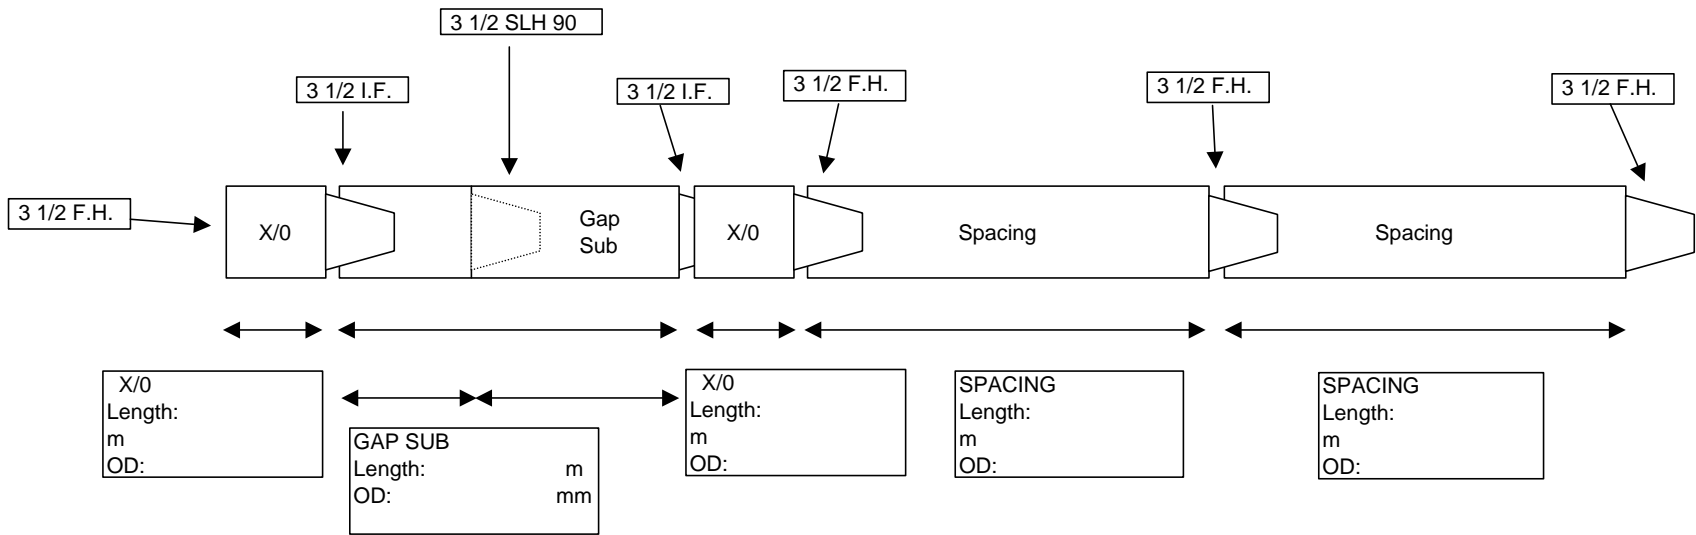 3 1/2 SLH 90
3 1/2 I.F.
3 1/2 I.F.
3 1/2 F.H.
3 1/2 F.H.
3 1/2 F.H.
3 1/2 F.H.
X/0
Gap
Sub
X/0
Spacing
Spacing
X/0
Length:
m
OD:
GAP SUB
Length: m
OD: mm
X/0
Length:
m
OD:
SPACING
Length:
m
OD:
SPACING
Length:
m
OD: